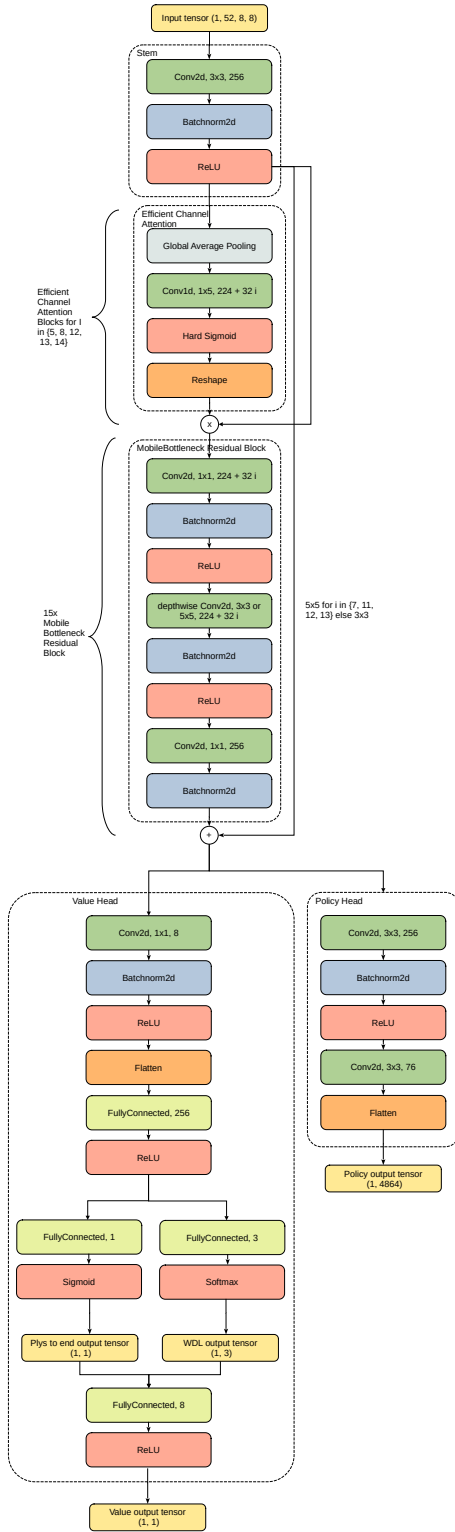 Input tensor (1, 52, 8, 8)
Stem
Conv2d, 3x3, 256
Batchnorm2d
ReLU
Efficient Channel
Attention
Global Average Pooling
Conv1d, 1x5, 224 + 32 i
Hard Sigmoid
Reshape
x
Efficient
Channel
Attention
Blocks for I
in {5, 8, 12,
13, 14}
MobileBottleneck Residual Block
Conv2d, 1x1, 224 + 32 i
Batchnorm2d
ReLU
depthwise Conv2d, 3x3 or
5x5, 224 + 32 i
Batchnorm2d
ReLU
Conv2d, 1x1, 256
Batchnorm2d
+
15x
Mobile
Bottleneck
Residual
Block
5x5 for i in {7, 11,
12, 13} else 3x3
Value Head
Conv2d, 1x1, 8
Batchnorm2d
ReLU
Flatten
FullyConnected, 256
ReLU
FullyConnected, 1
Sigmoid
Plys to end output tensor
(1, 1)
FullyConnected, 3
Softmax
WDL output tensor
(1, 3)
FullyConnected, 8
ReLU
Value output tensor
(1, 1)
Policy Head
Conv2d, 3x3, 256
Batchnorm2d
ReLU
Conv2d, 3x3, 76
Flatten
Policy output tensor
(1, 4864)